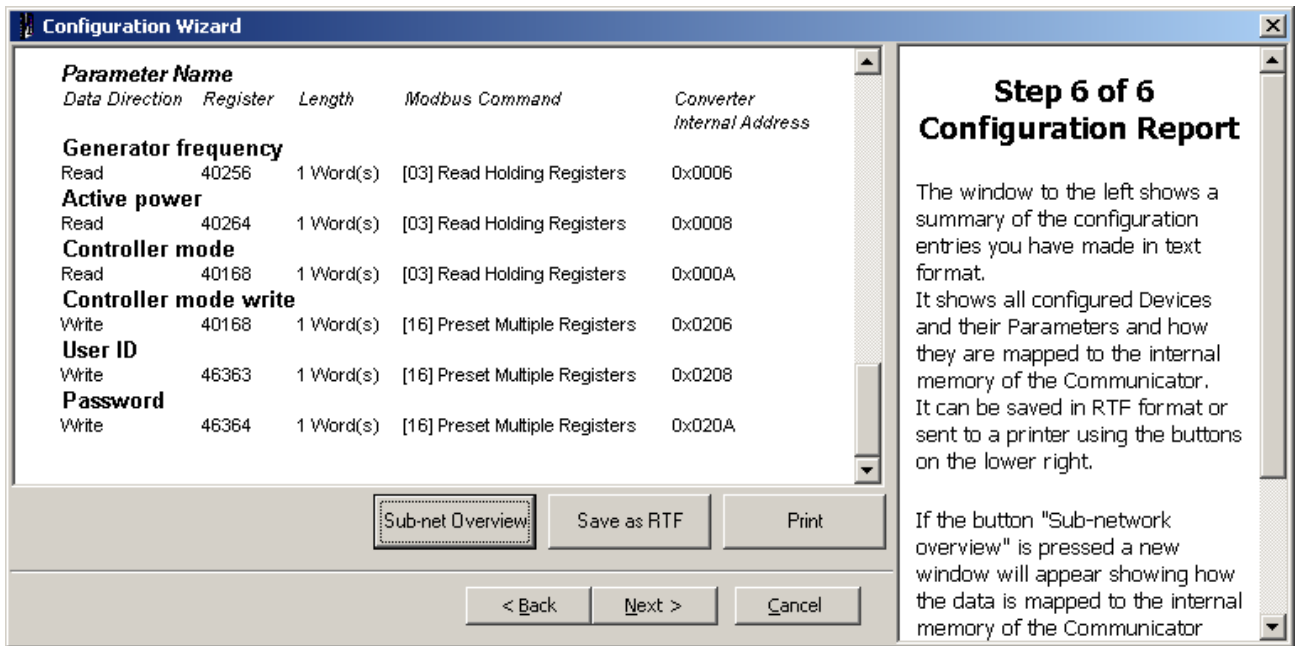 Configuration Wizard
Parameter Name
Data Direction Register Length Modbus Command Converter
Internal Address
Generator frequency
Read 40256 1 Word(s) [03] Read Holding Registers 0x0006
Active power
Read 40264 1 Word(s) [03] Read Holding Registers 0x0008
Controller mode
Read 40168 1 Word(s) [03] Read Holding Registers 0x000A
Controller mode write
Write 40168 1 Word(s) [16] Preset Multiple Registers 0x0206
User ID
Write 46363 1 Word(s) [16] Preset Multiple Registers 0x0208
Password
Write 46364 1 Word(s) [16] Preset Multiple Registers 0x020A
Sub-net Overview Save as RTF Print
< Back Next > Cancel
Step 6 of 6
Configuration Report
The window to the left shows a
summary of the configuration
entries you have made in text
format.
It shows all configured Devices
and their Parameters and how
they are mapped to the internal
memory of the Communicator.
It can be saved in RTF format or
sent to a printer using the buttons
on the lower right.
If the button "Sub-network
overview" is pressed a new
window will appear showing how
the data is mapped to the internal
memory of the Communicator